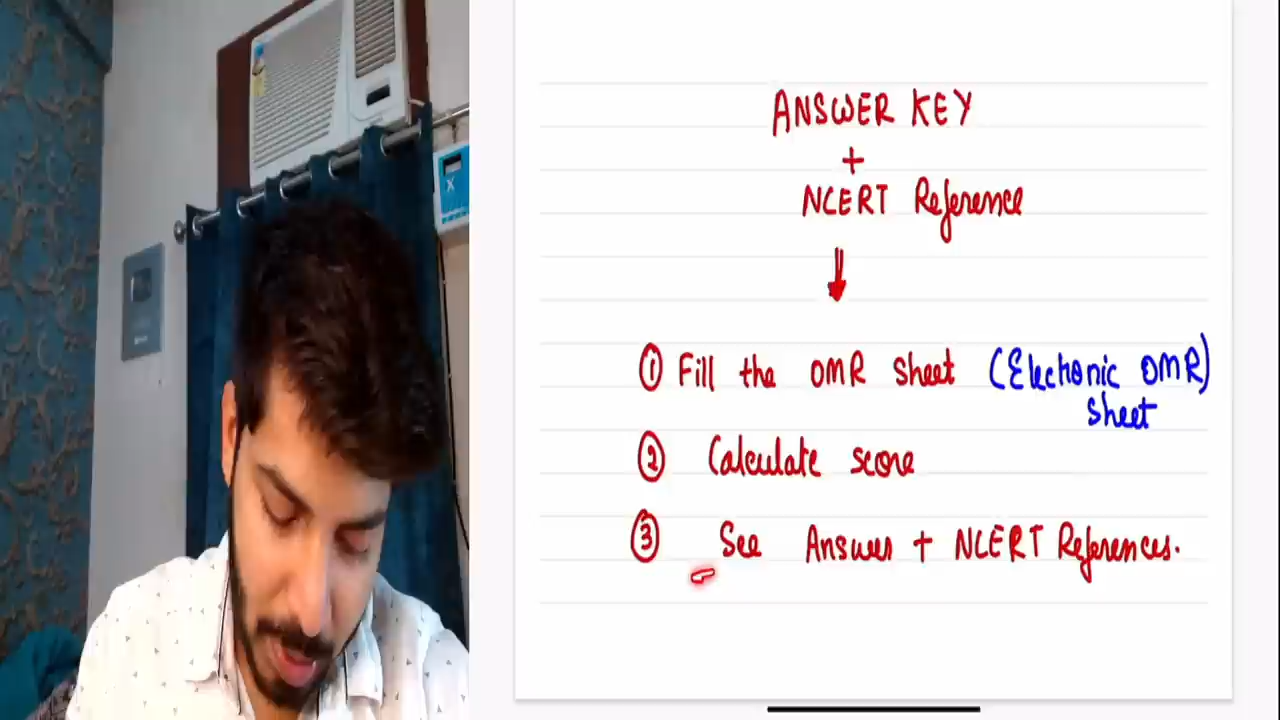 ANSWER KEY
+
NCERT Reference
① Fill the OMR Sheet (Electronic OMR)
Sheet
② Calculate score
③ See Answer + NCERT References.